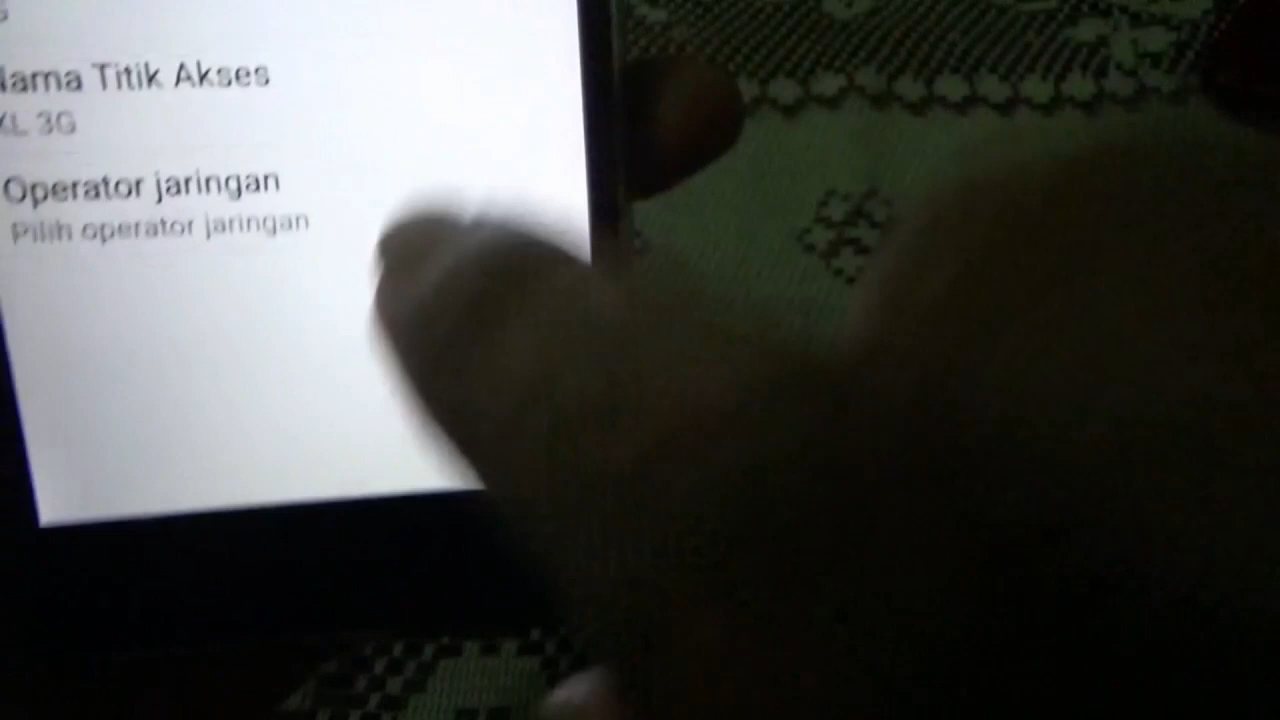 Nama Titik Akses
XL 3G
Operator jaringan
Pilih operator jaringan